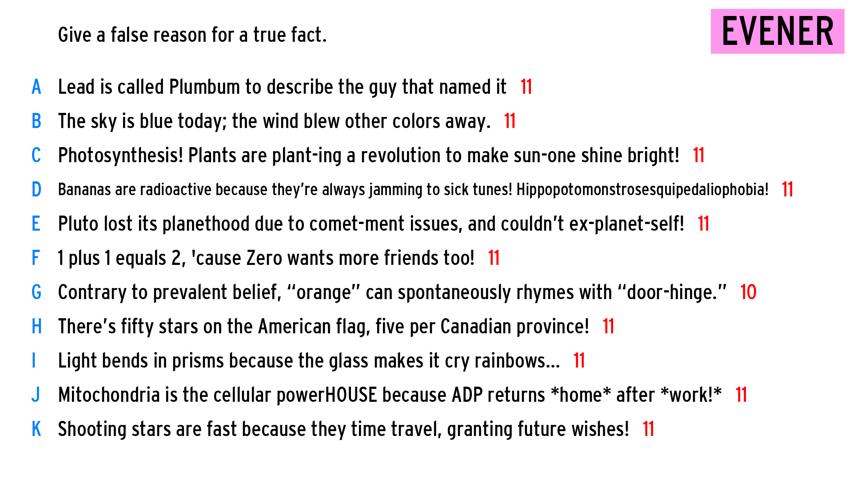 Give a false reason for a true fact.
EVENER
A Lead is called Plumbum to describe the guy that named it 11
B The sky is blue today; the wind blew other colors away. 11
C Photosynthesis! Plants are plant-ing a revolution to make sun-one shine bright! 11
D Bananas are radioactive because they're always jamming to sick tunes! Hippopotomonstrosesquipedaliophobia! 11
E Pluto lost its planethood due to comet-ment issues, and couldn't ex-planet-self! 11
F 1 plus 1 equals 2, 'cause Zero wants more friends too! 11
G Contrary to prevalent belief, “orange” can spontaneously rhymes with “door-hinge.” 10
H There's fifty stars on the American flag, five per Canadian province! 11
I Light bends in prisms because the glass makes it cry rainbows... 11
J Mitochondria is the cellular powerHOUSE because ADP returns *home* after *work!* 11
K Shooting stars are fast because they time travel, granting future wishes! 11